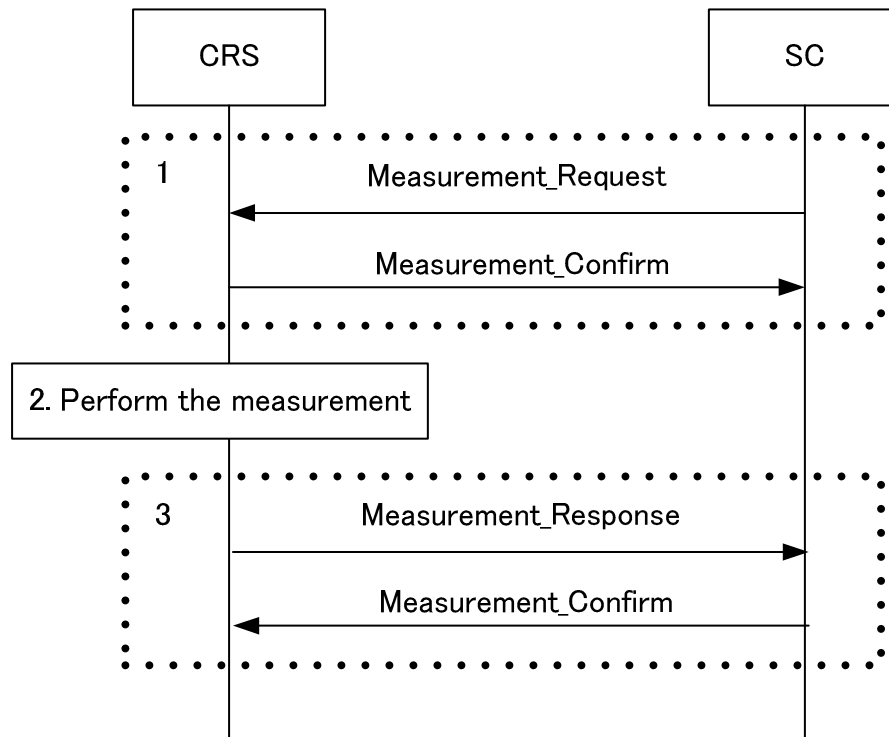 CRS
SC
1
Measurement_Request
Measurement_Confirm
2. Perform the measurement
3
Measurement_Response
Measurement_Confirm